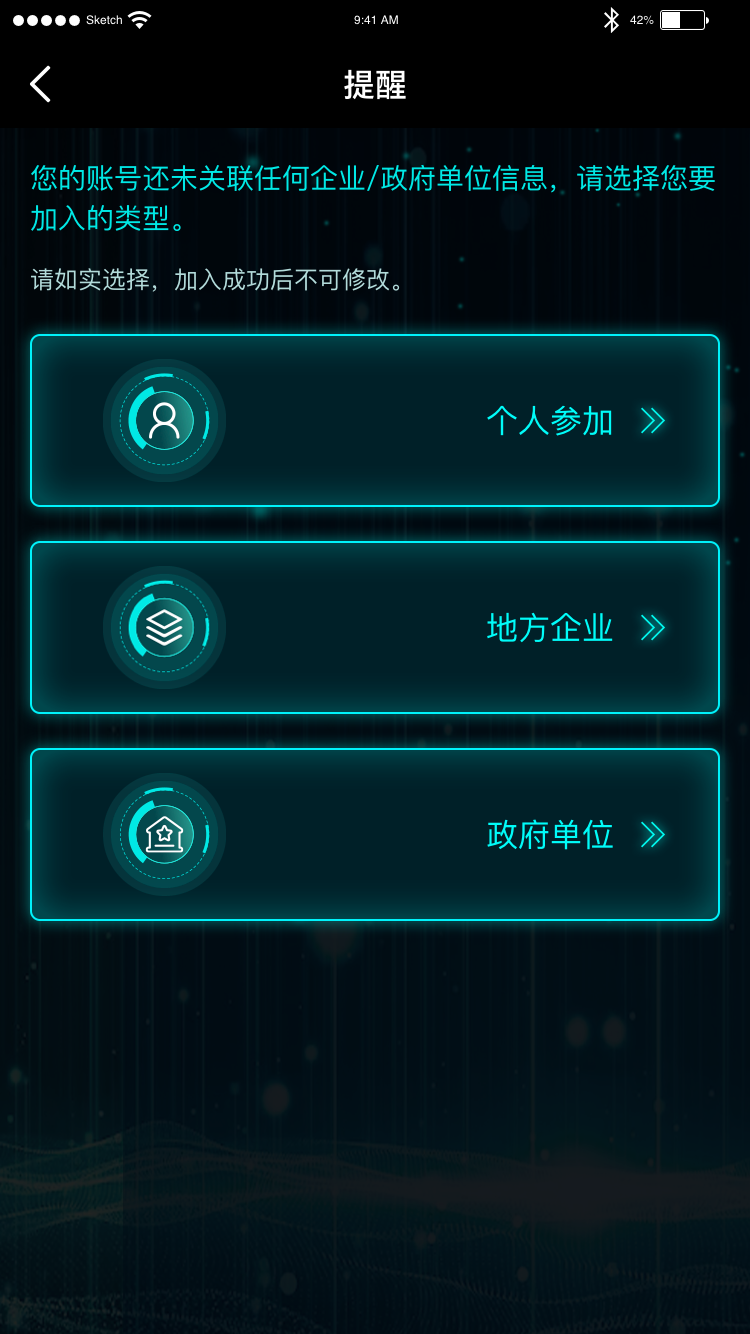 Sketch 9:41 AM 42%
提醒
您的账号还未关联任何企业/政府单位信息，请选择您要
加入的类型。
请如实选择，加入成功后不可修改。
个人参加
地方企业
政府单位